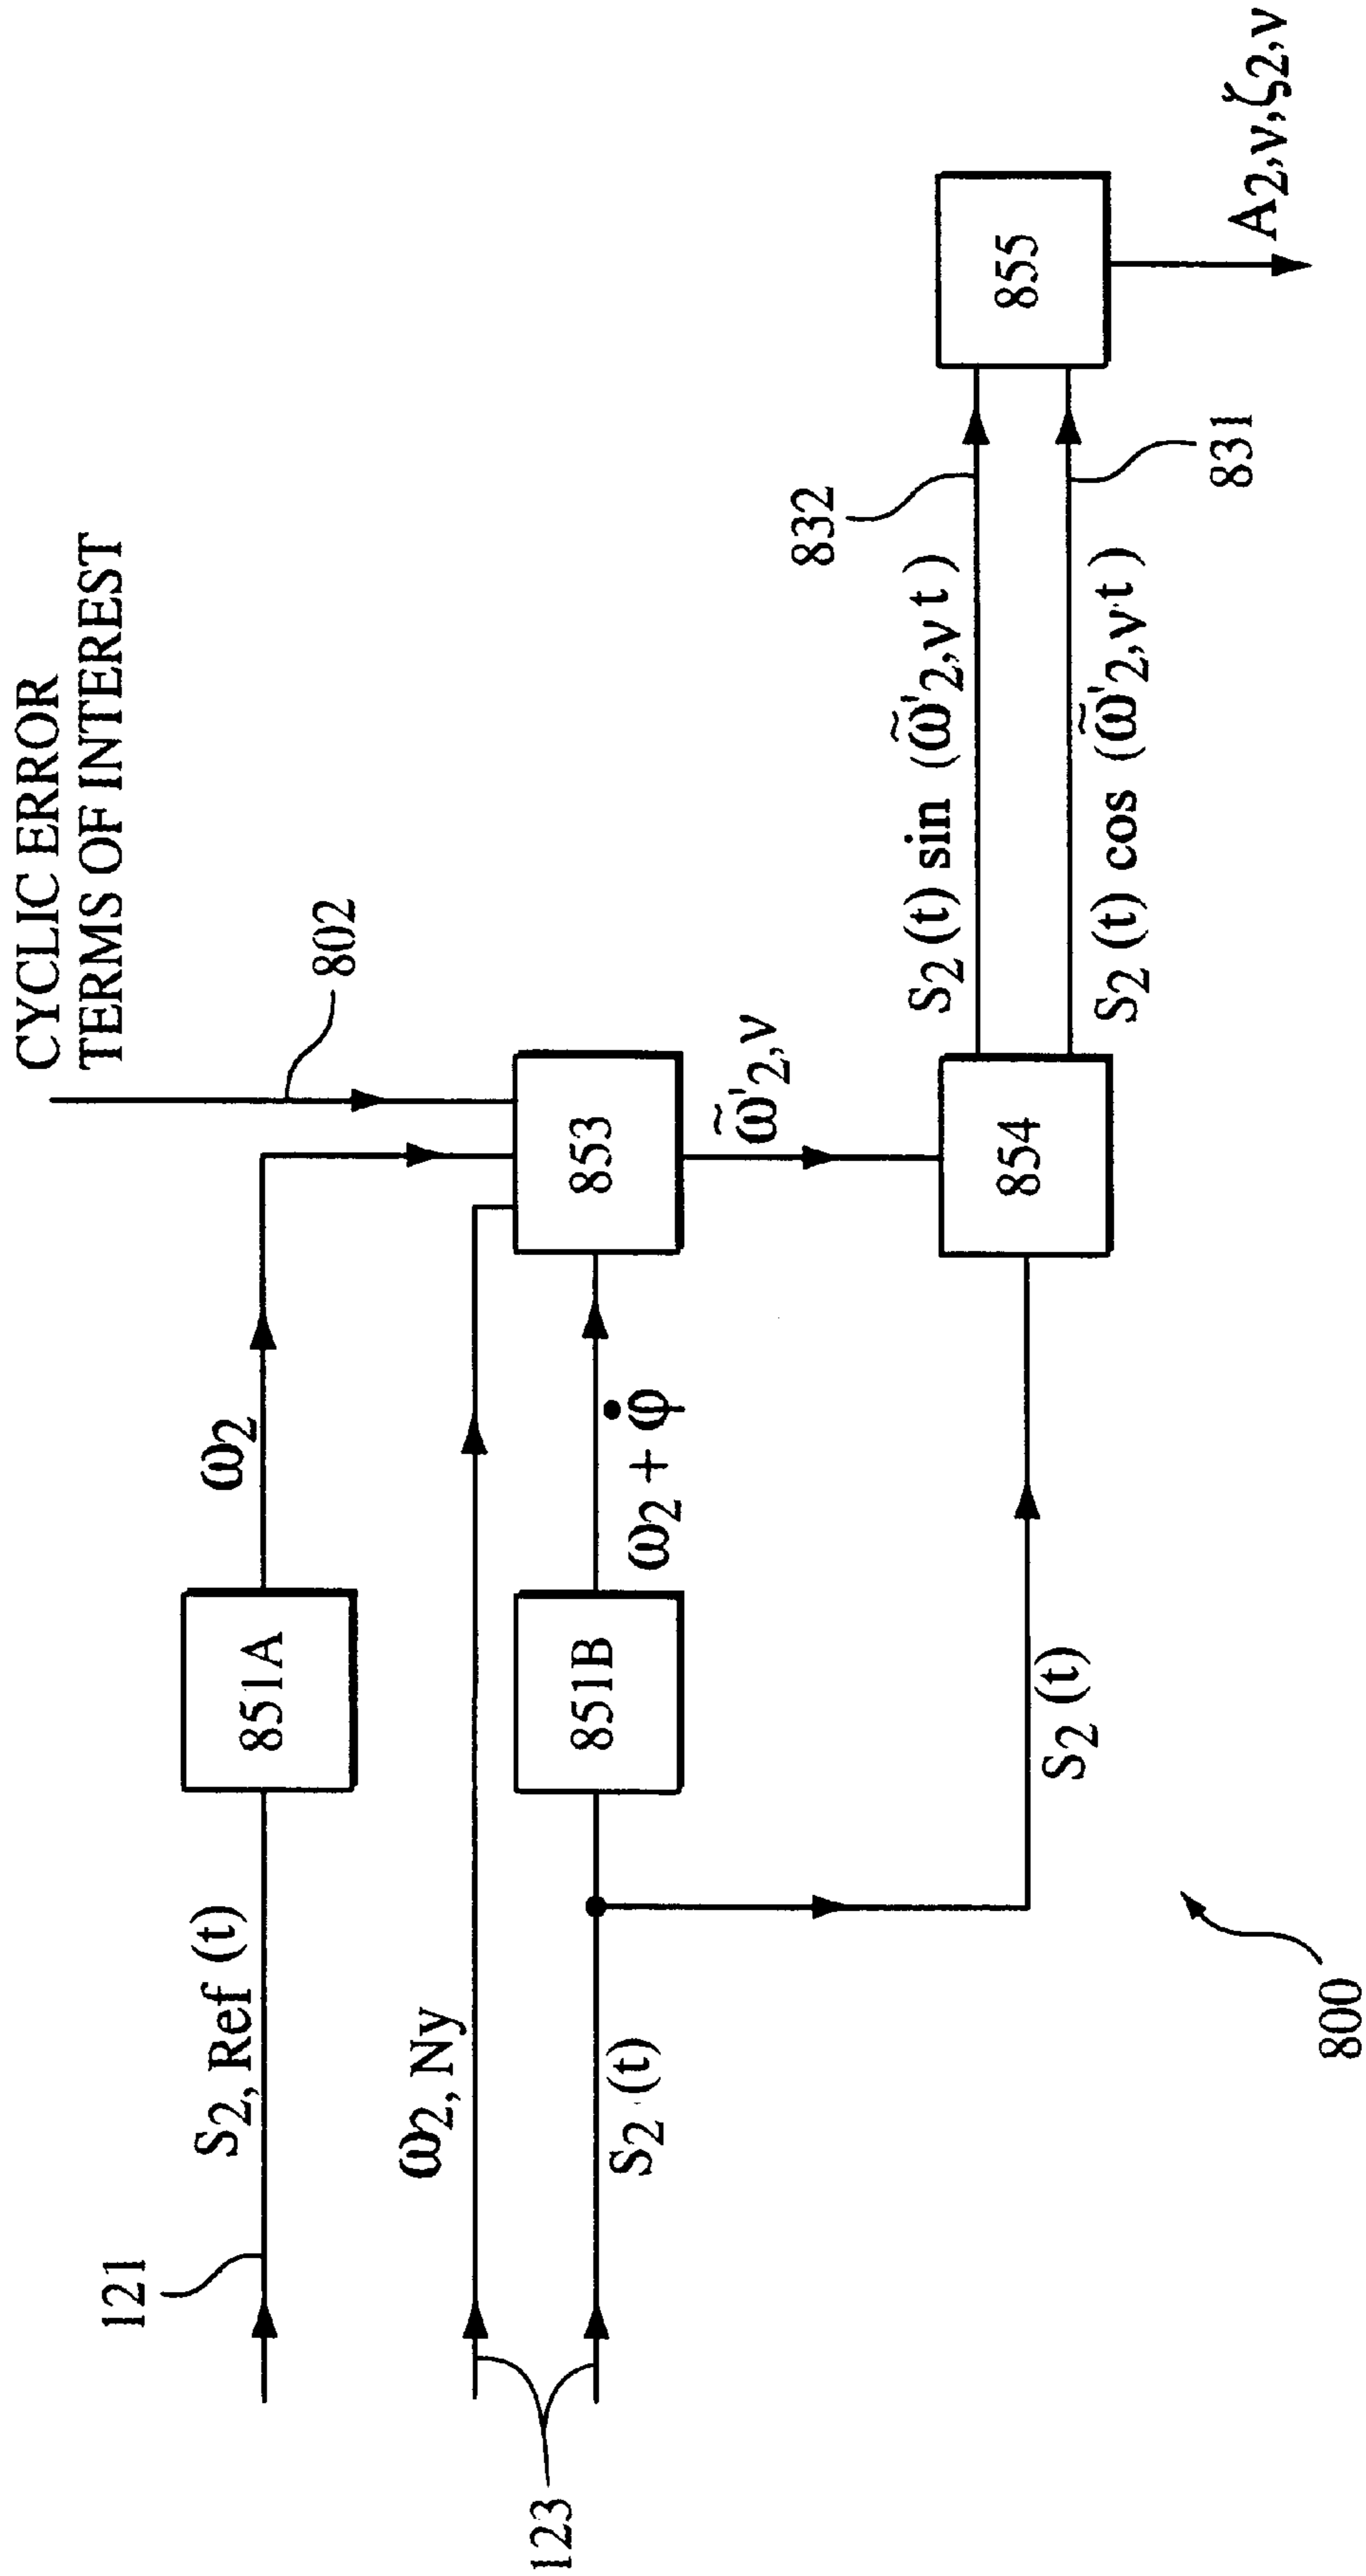 CYCLIC ERROR
TERMS OF INTEREST
802
121
S2, Ref (t)
851A
ω2
ω2, Ny
123
S2 (t)
851B
ω2 + φ̇
853
ω̃'2,ν
S2 (t)
854
S2 (t) sin (ω̃'2,ν t)
832
S2 (t) cos (ω̃'2,ν t)
831
855
A2,ν,ζ2,ν
800